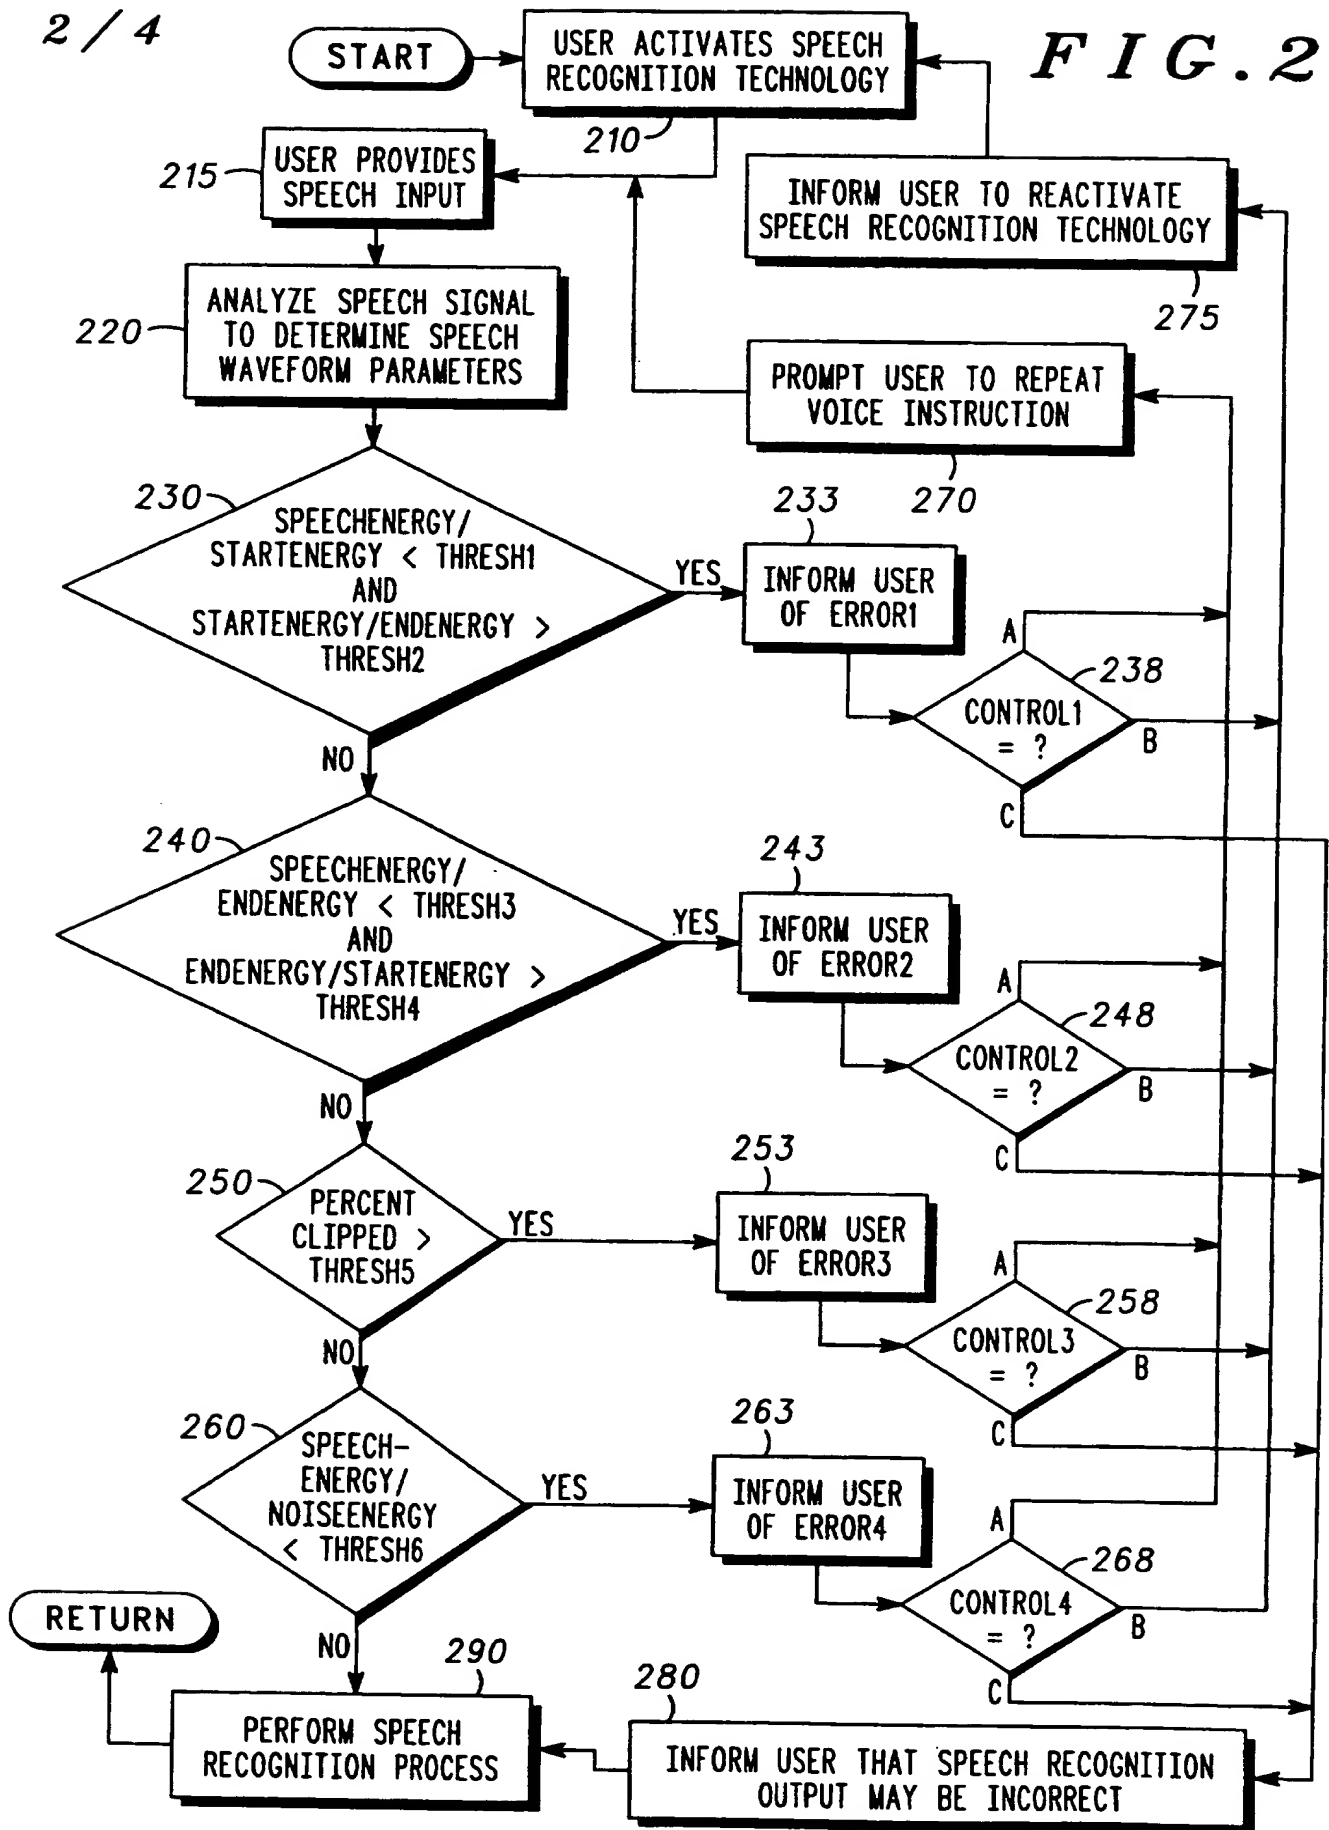 2/4
FIG.2
START
USER ACTIVATES SPEECH
RECOGNITION TECHNOLOGY
210
USER PROVIDES
SPEECH INPUT
215
INFORM USER TO REACTIVATE
SPEECH RECOGNITION TECHNOLOGY
275
ANALYZE SPEECH SIGNAL
TO DETERMINE SPEECH
WAVEFORM PARAMETERS
220
PROMPT USER TO REPEAT
VOICE INSTRUCTION
270
230
SPEECHENERGY/
STARTENERGY < THRESH1
AND
STARTENERGY/ENDENERGY >
THRESH2
YES
NO
233
INFORM USER
OF ERROR1
A
238
CONTROL1
= ?
B
C
240
SPEECHENERGY/
ENDENERGY < THRESH3
AND
ENDENERGY/STARTENERGY >
THRESH4
YES
NO
243
INFORM USER
OF ERROR2
A
248
CONTROL2
= ?
B
C
250
PERCENT
CLIPPED >
THRESH5
YES
NO
253
INFORM USER
OF ERROR3
A
258
CONTROL3
= ?
B
C
260
SPEECH-
ENERGY/
NOISEENERGY
< THRESH6
YES
NO
263
INFORM USER
OF ERROR4
A
268
CONTROL4
= ?
B
C
RETURN
290
PERFORM SPEECH
RECOGNITION PROCESS
280
INFORM USER THAT SPEECH RECOGNITION
OUTPUT MAY BE INCORRECT